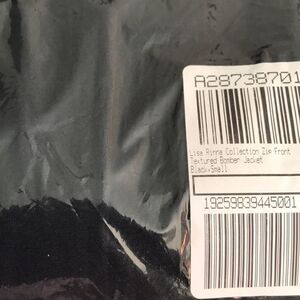 A28738701
Lisa Rinna Collection Zip Front
Textured Bomber Jacket
Black×Small
19259839445001